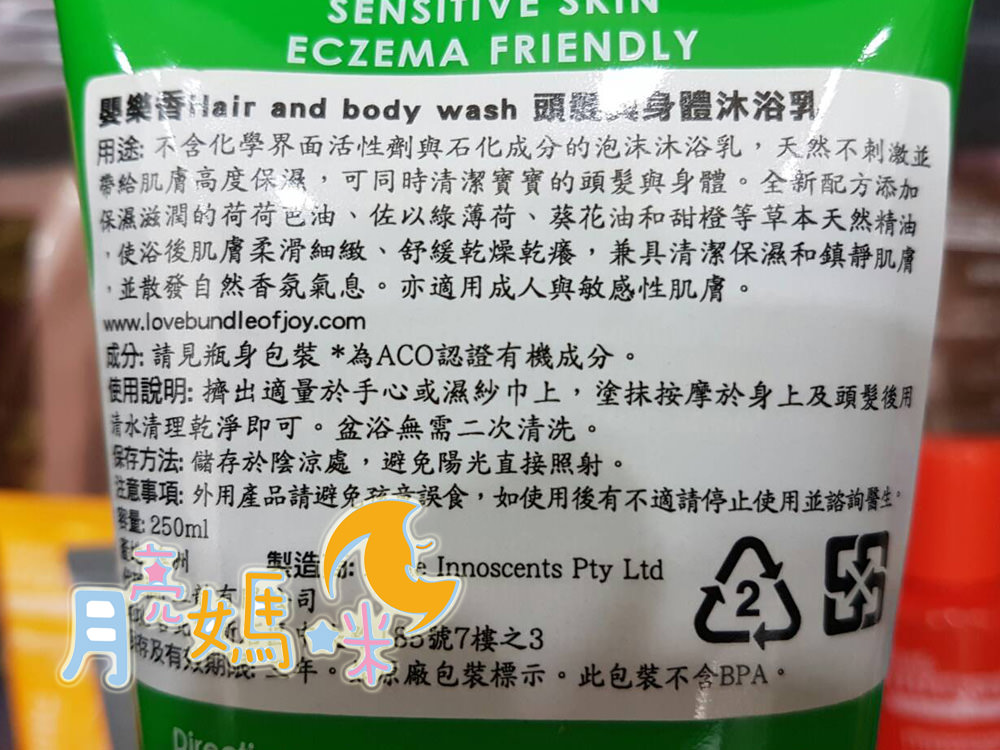 SENSITIVE SKIN
ECZEMA FRIENDLY
嬰樂香Hair and body wash 頭髮與身體沐浴乳
用途: 不含化學界面活性劑與石化成分的泡沫沐浴乳，天然不刺激並
帶給肌膚高度保濕，可同時清潔寶寶的頭髮與身體。全新配方添加
保濕滋潤的荷荷芭油、佐以綠薄荷、葵花油和甜橙等草本天然精油
，使浴後肌膚柔滑細緻、舒緩乾燥乾癢，兼具清潔保濕和鎮靜肌膚
，並散發自然香氛氣息。亦適用成人與敏感性肌膚。
www.lovebundleofjoy.com
成分: 請見瓶身包裝 *為ACO認證有機成分。
使用說明: 擠出適量於手心或濕紗巾上，塗抹按摩於身上及頭髮後用
清水清理乾淨即可。盆浴無需二次清洗。
保存方法: 儲存於陰涼處，避免陽光直接照射。
注意事項: 外用產品請避免孩童誤食，如使用後有不適請停止使用並諮詢醫生。
容量: 250ml
州 製造 Innoscents Pty Ltd
有 公司
號7樓之3
保存及有效期限: 年。 原廠包裝標示。此包裝不含BPA。
2
月亮媽咪